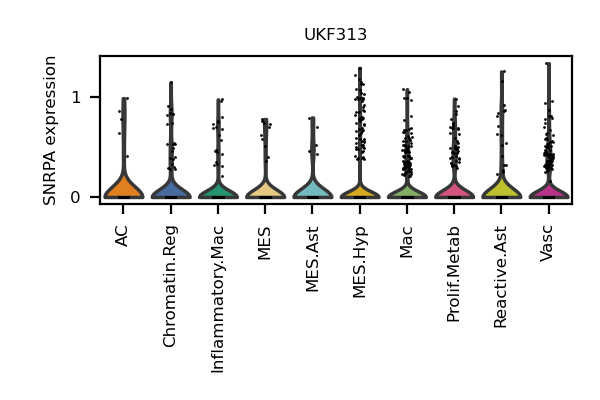 UKF313
SNRPA expression
1
0
AC
Chromatin.Reg
Inflammatory.Mac
MES
MES.Ast
MES.Hyp
Mac
Prolif.Metab
Reactive.Ast
Vasc